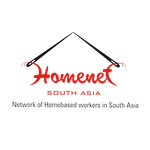 Homenet
SOUTH ASIA
Network of Homebased workers in South Asia